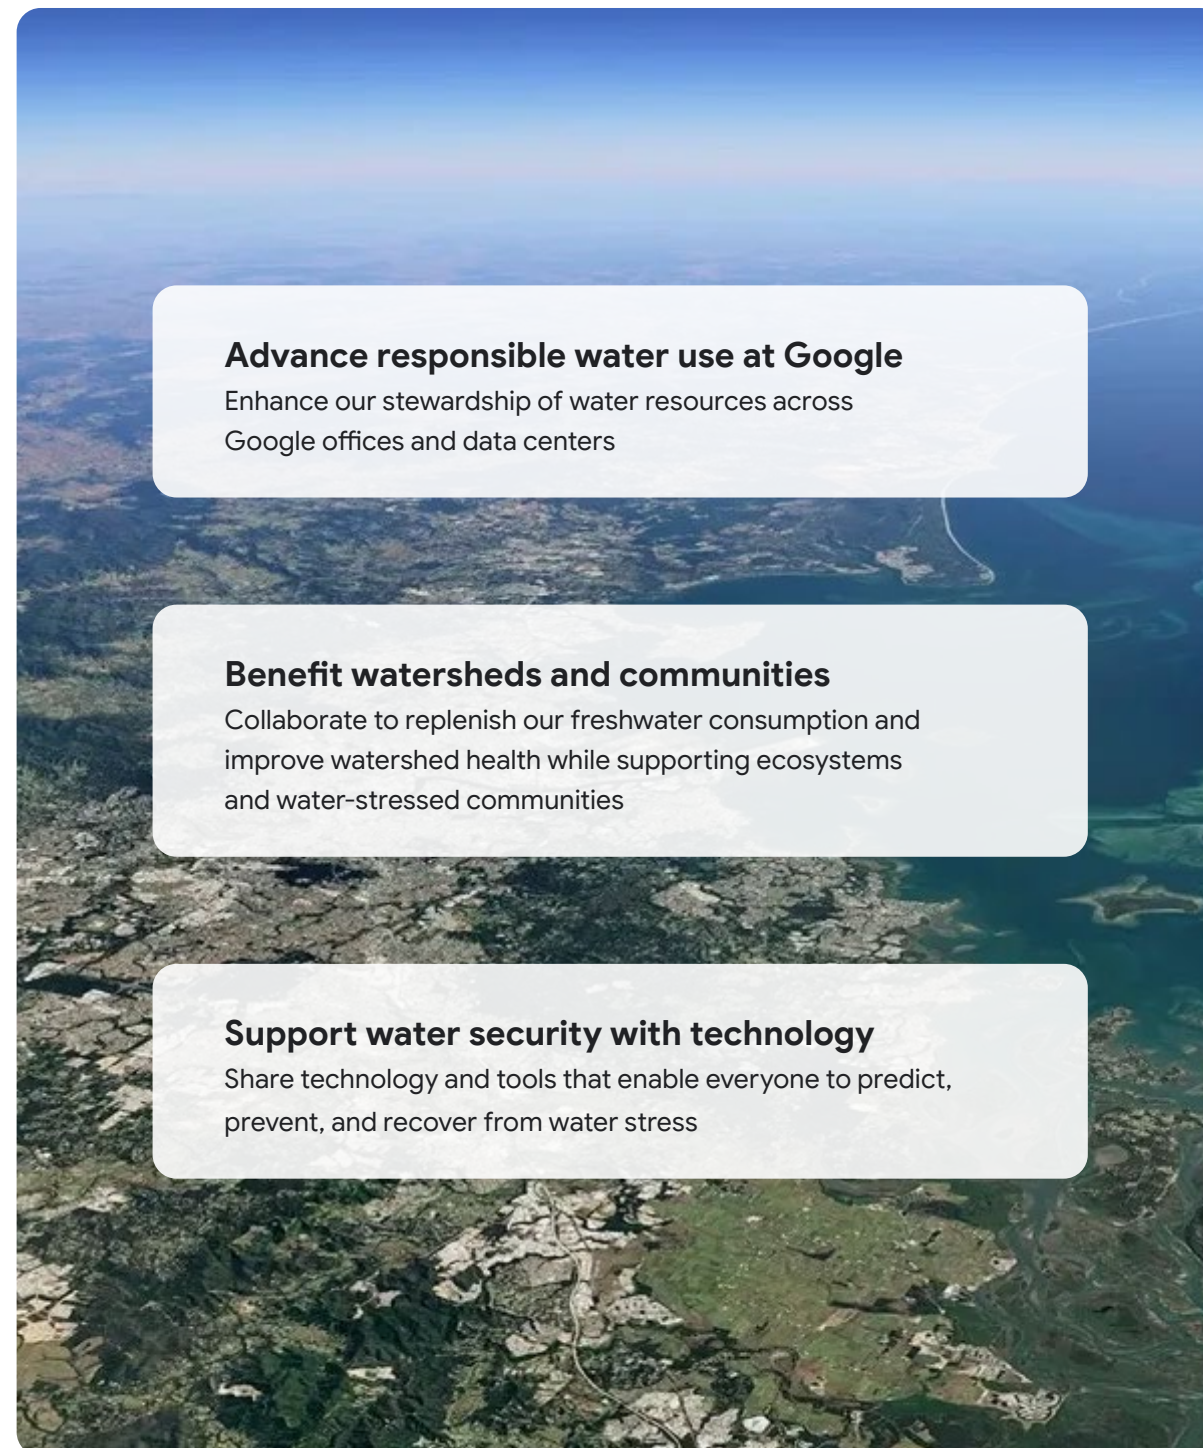 Advance responsible water use at Google
Enhance our stewardship of water resources across
Google offices and data centers
Benefit watersheds and communities
Collaborate to replenish our freshwater consumption and
improve watershed health while supporting ecosystems
and water-stressed communities
Support water security with technology
Share technology and tools that enable everyone to predict,
prevent, and recover from water stress